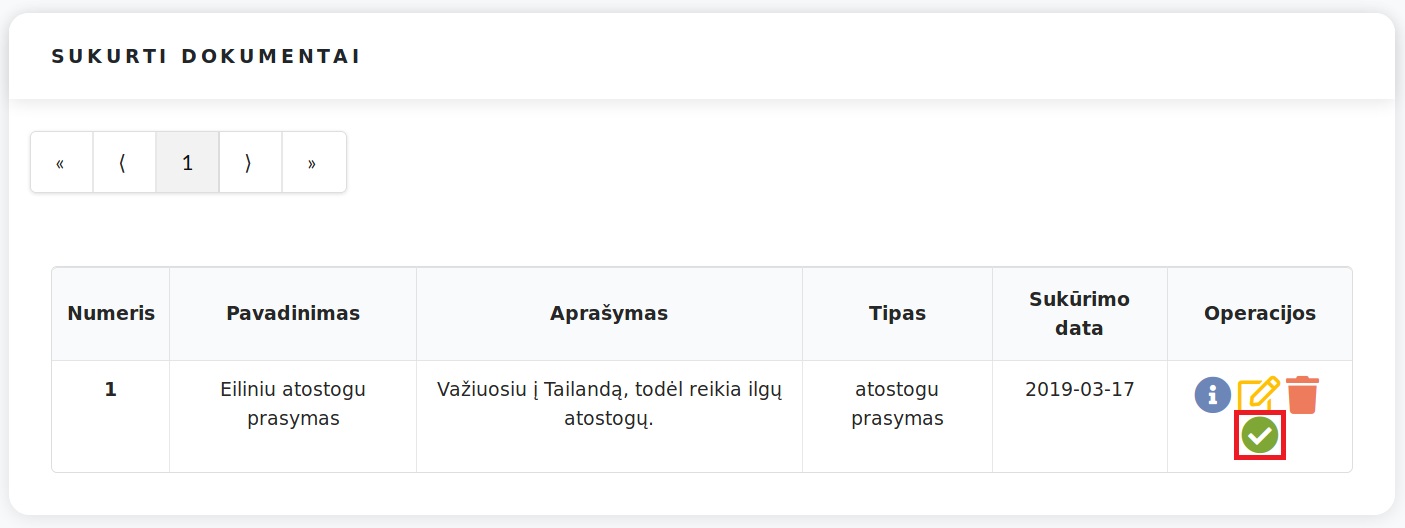 SUKURTI DOKUMENTAI
« ⟨ 1 ⟩ »
Numeris Pavadinimas Aprašymas Tipas Sukūrimo data Operacijos
1 Eiliniu atostogu prasymas Važiuosiu į Tailandą, todėl reikia ilgų atostogų. atostogu prasymas 2019-03-17